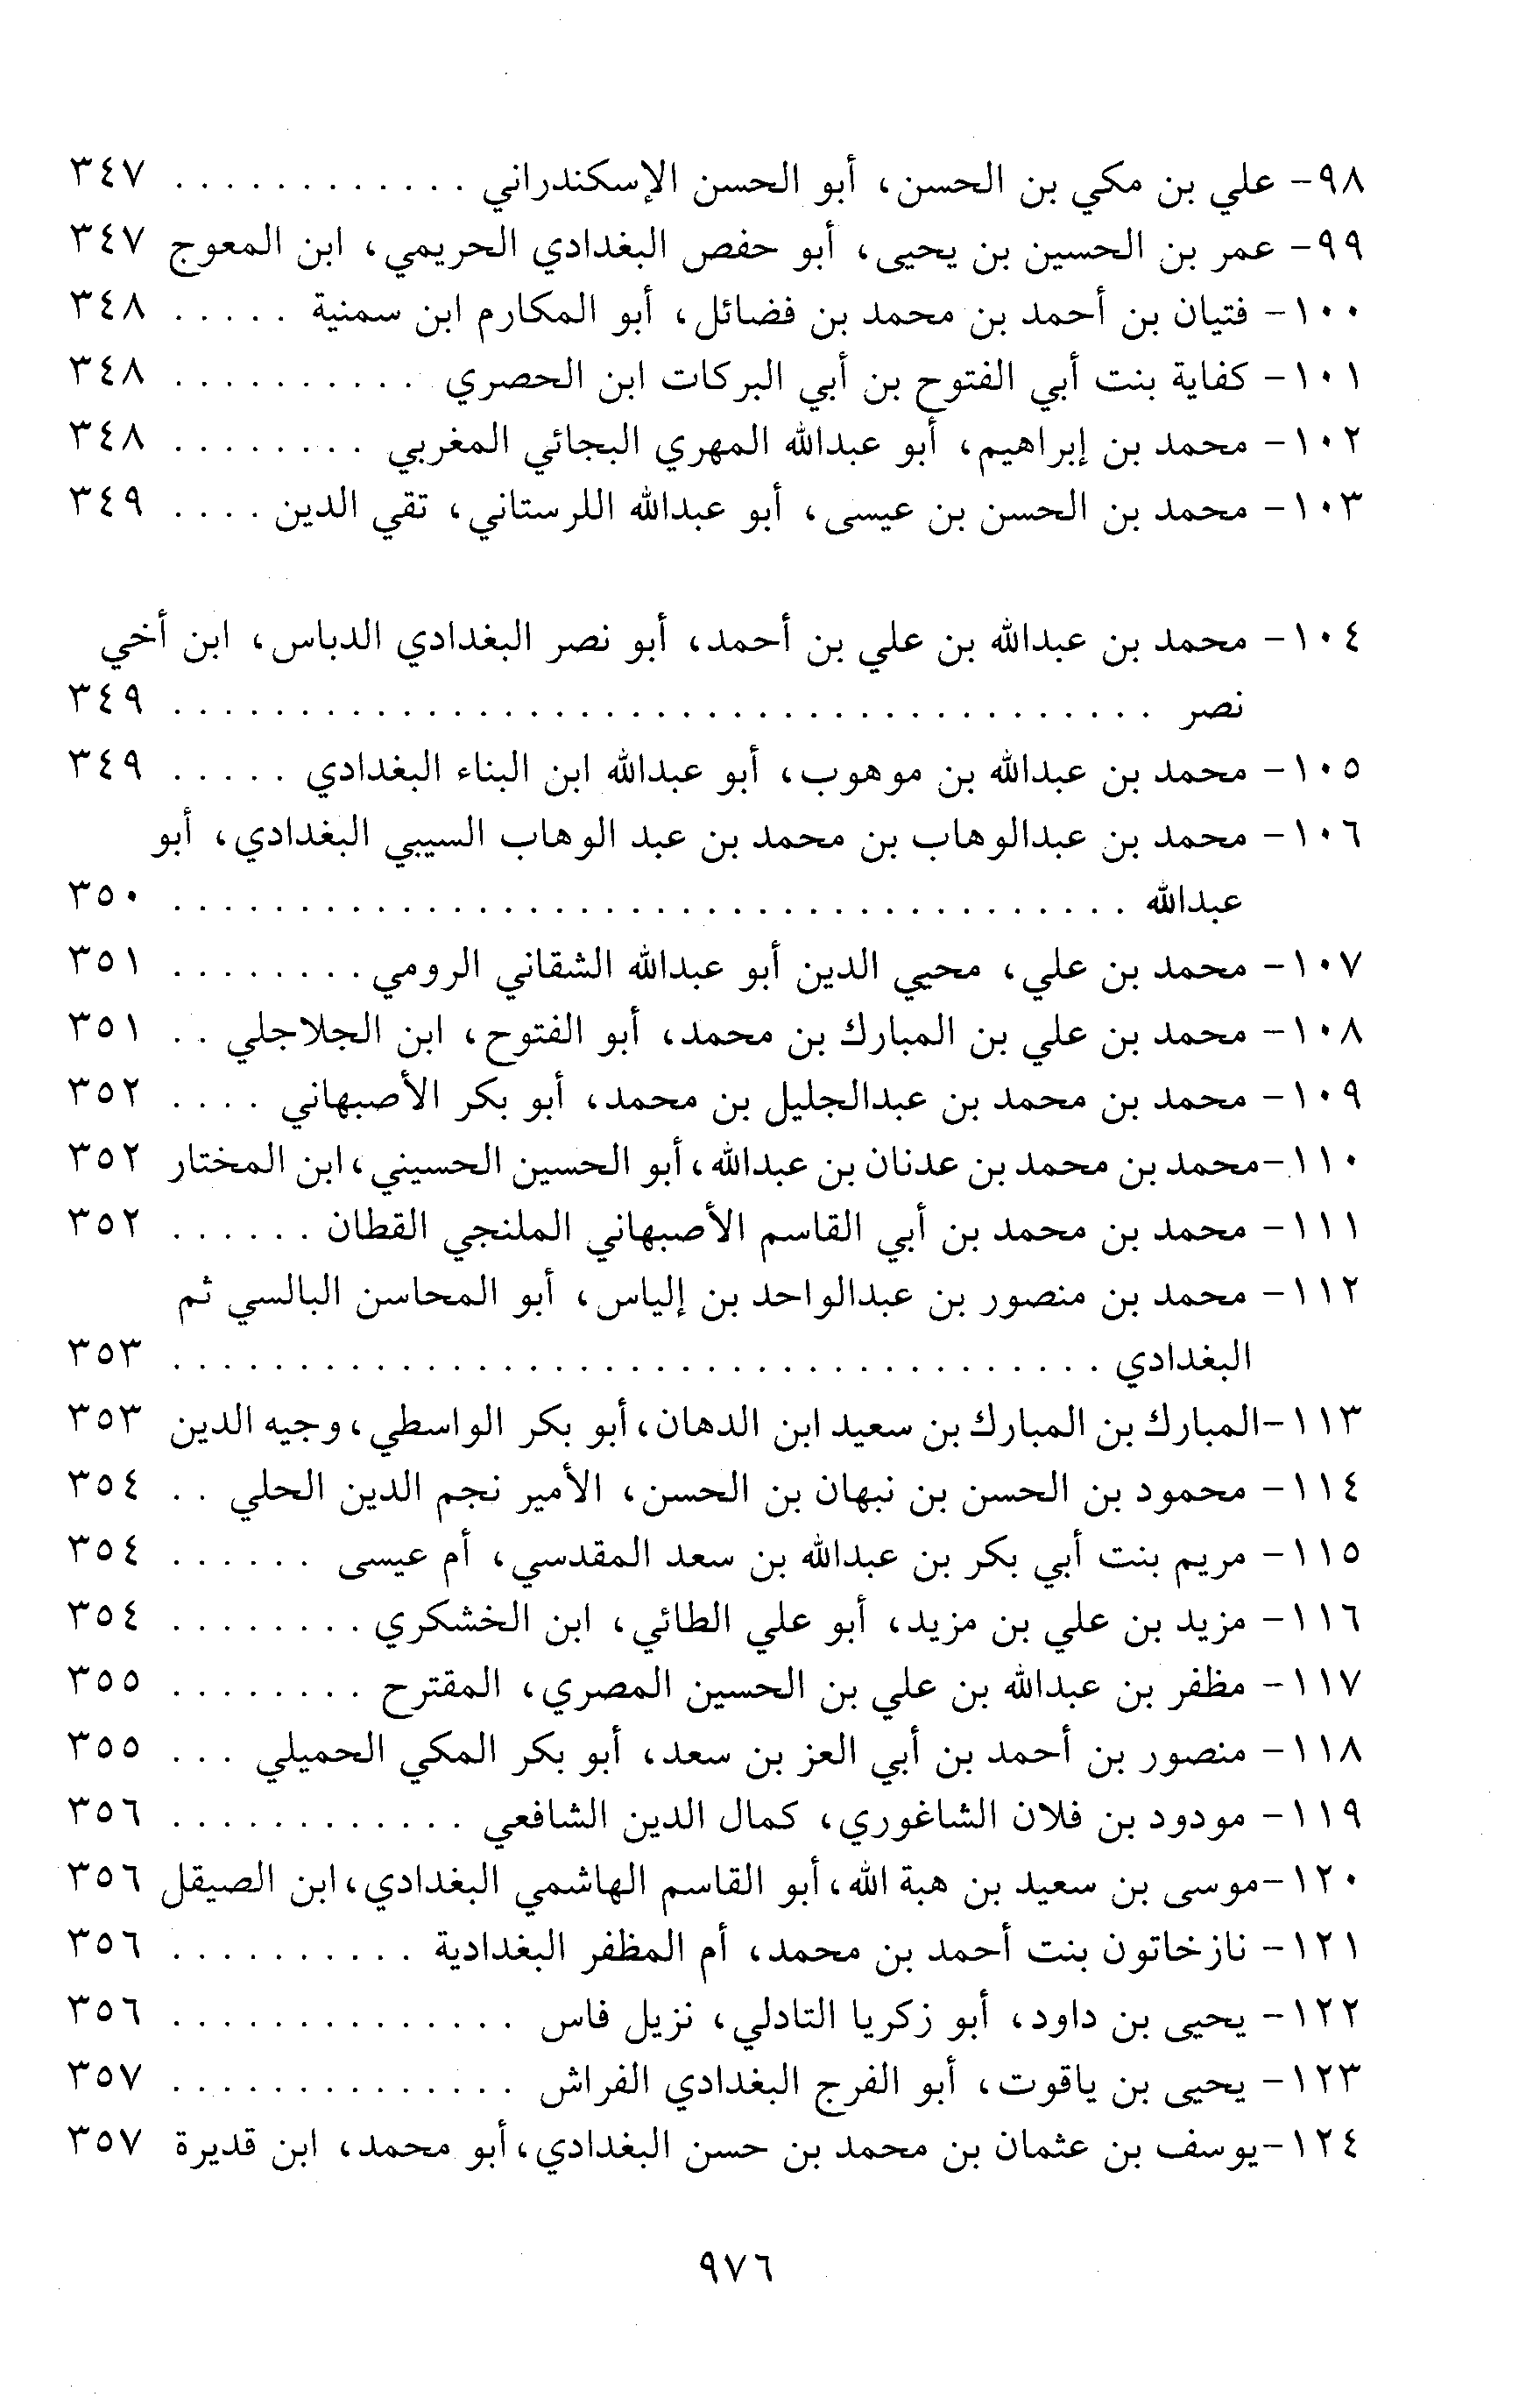 ٩٨- علي بن مكي بن الحسن، أبو الحسن الإسكندراني . . . . . . . . . . . . ٣٤٧
٩٩- عمر بن الحسين بن يحيى، أبو حفص البغدادي الحريمي، ابن المعوج ٣٤٧
١٠٠- فتيان بن أحمد بن محمد بن فضائل، أبو المكارم ابن سمنية . . . . . ٣٤٨
١٠١- كفاية بنت أبي الفتوح بن أبي البركات ابن الحصري . . . . . . . . . . ٣٤٨
١٠٢- محمد بن إبراهيم، أبو عبدالله المهري البجائي المغربي . . . . . . . . ٣٤٨
١٠٣- محمد بن الحسن بن عيسى، أبو عبدالله اللرستاني، تقي الدين . . . . ٣٤٩
١٠٤- محمد بن عبدالله بن علي بن أحمد، أبو نصر البغدادي الدباس، ابن أخي
نصر . . . . . . . . . . . . . . . . . . . . . . . . . . . . . . . . . . . . . . . ٣٤٩
١٠٥- محمد بن عبدالله بن موهوب، أبو عبدالله ابن البناء البغدادي . . . . . ٣٤٩
١٠٦- محمد بن عبدالوهاب بن محمد بن عبد الوهاب السيبي البغدادي، أبو
عبدالله . . . . . . . . . . . . . . . . . . . . . . . . . . . . . . . . . . . . . . ٣٥٠
١٠٧- محمد بن علي، محيي الدين أبو عبدالله الشقاني الرومي . . . . . . . . ٣٥١
١٠٨- محمد بن علي بن المبارك بن محمد، أبو الفتوح، ابن الجلاجلي . . ٣٥١
١٠٩- محمد بن محمد بن عبدالجليل بن محمد، أبو بكر الأصبهاني . . . . ٣٥٢
١١٠-محمد بن محمد بن عدنان بن عبدالله، أبو الحسين الحسيني، ابن المختار ٣٥٢
١١١- محمد بن محمد بن أبي القاسم الأصبهاني الملنجي القطان . . . . . . ٣٥٢
١١٢- محمد بن منصور بن عبدالواحد بن إلياس، أبو المحاسن البالسي ثم
البغدادي . . . . . . . . . . . . . . . . . . . . . . . . . . . . . . . . . . . . . ٣٥٣
١١٣-المبارك بن المبارك بن سعيد ابن الدهان، أبو بكر الواسطي، وجيه الدين ٣٥٣
١١٤- محمود بن الحسن بن نبهان بن الحسن، الأمير نجم الدين الحلي . . ٣٥٤
١١٥- مريم بنت أبي بكر بن عبدالله بن سعد المقدسي، أم عيسى . . . . . . ٣٥٤
١١٦- مزيد بن علي بن مزيد، أبو علي الطائي، ابن الخشكري . . . . . . . . ٣٥٤
١١٧- مظفر بن عبدالله بن علي بن الحسين المصري، المقترح . . . . . . . . ٣٥٥
١١٨- منصور بن أحمد بن أبي العز بن سعد، أبو بكر المكي الحميلي . . . ٣٥٥
١١٩- مودود بن فلان الشاغوري، كمال الدين الشافعي . . . . . . . . . . . . ٣٥٦
١٢٠-موسى بن سعيد بن هبة الله، أبو القاسم الهاشمي البغدادي، ابن الصيقل ٣٥٦
١٢١- نازخاتون بنت أحمد بن محمد، أم المظفر البغدادية . . . . . . . . . . ٣٥٦
١٢٢- يحيى بن داود، أبو زكريا التادلي، نزيل فاس . . . . . . . . . . . . . . ٣٥٦
١٢٣- يحيى بن ياقوت، أبو الفرج البغدادي الفراش . . . . . . . . . . . . . . ٣٥٧
١٢٤-يوسف بن عثمان بن محمد بن حسن البغدادي، أبو محمد، ابن قديرة ٣٥٧
٩٧٦